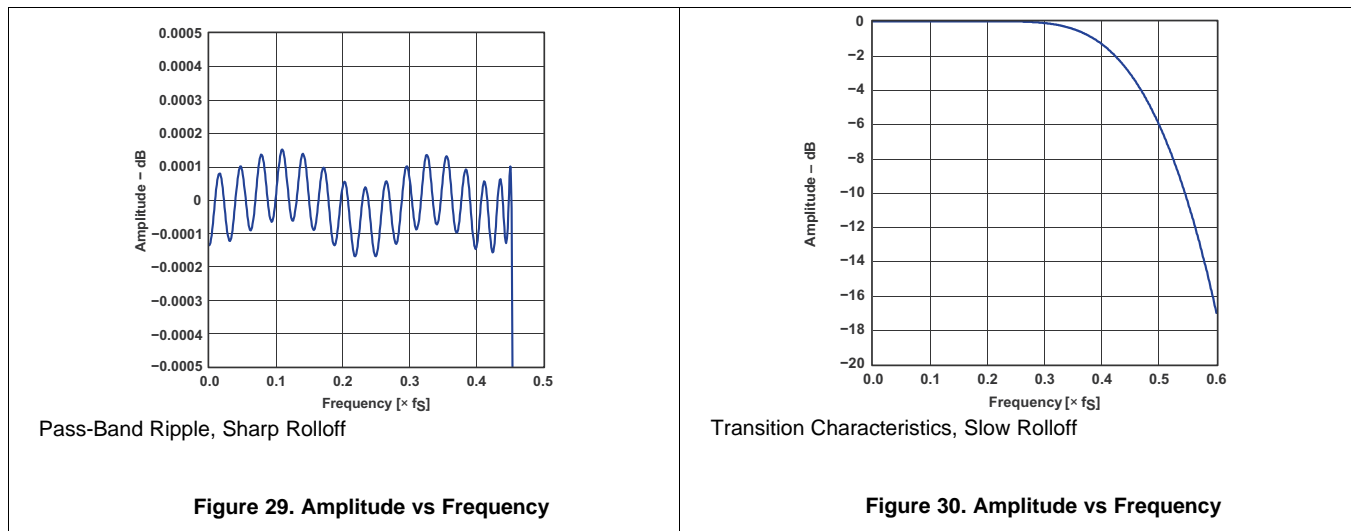 0.0005
0.0004
0.0003
0.0002
0.0001
0
−0.0001
−0.0002
−0.0003
−0.0004
−0.0005
Amplitude – dB
0.0 0.1 0.2 0.3 0.4 0.5
Frequency [× fS]
Pass-Band Ripple, Sharp Rolloff
Figure 29. Amplitude vs Frequency
0
−2
−4
−6
−8
−10
−12
−14
−16
−18
−20
Amplitude – dB
0.0 0.1 0.2 0.3 0.4 0.5 0.6
Frequency [× fS]
Transition Characteristics, Slow Rolloff
Figure 30. Amplitude vs Frequency